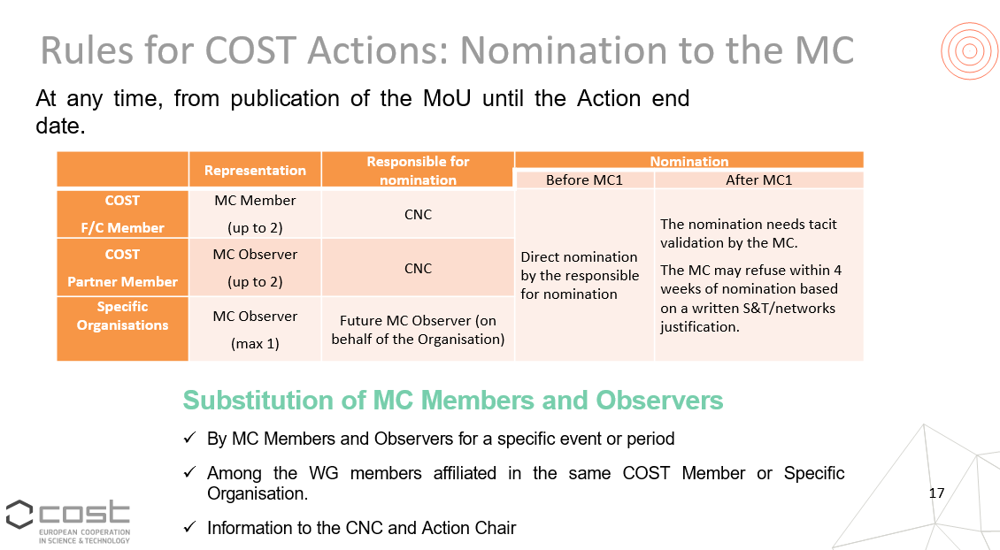 Rules for COST Actions: Nomination to the MC
At any time, from publication of the MoU until the Action end
date.
Representation
Responsible for
nomination
Nomination
Before MC1
After MC1
COST
F/C Member
MC Member
(up to 2)
CNC
COST
Partner Member
MC Observer
(up to 2)
CNC
Specific
Organisations
MC Observer
(max 1)
Future MC Observer (on
behalf of the Organisation)
Direct nomination
by the responsible
for nomination
The nomination needs tacit
validation by the MC.
The MC may refuse within 4
weeks of nomination based
on a written S&T/networks
justification.
Substitution of MC Members and Observers
✓ By MC Members and Observers for a specific event or period
✓ Among the WG members affiliated in the same COST Member or Specific
Organisation.
✓ Information to the CNC and Action Chair
17
cost
EUROPEAN COOPERATION
IN SCIENCE & TECHNOLOGY